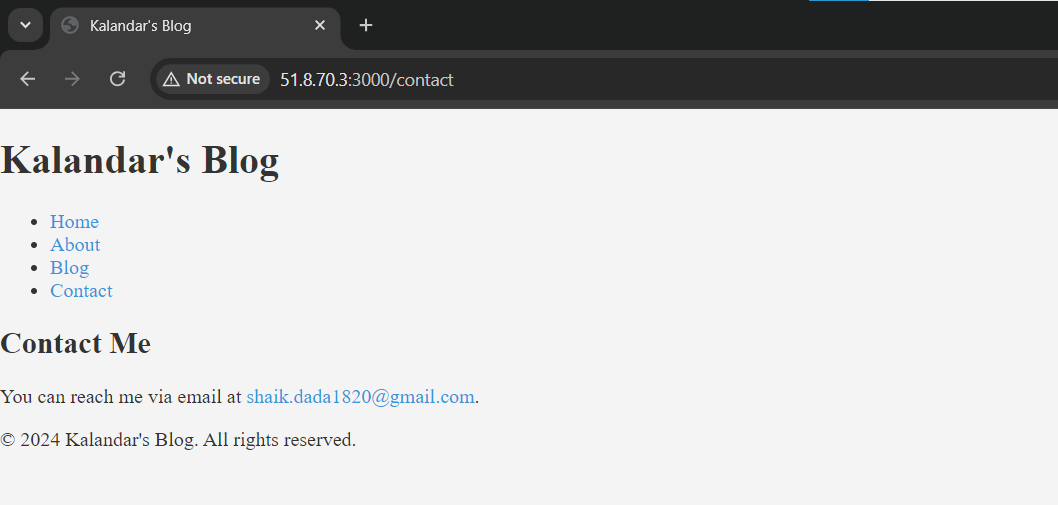 Kalandar's Blog
Not secure 51.8.70.3:3000/contact
Kalandar's Blog
Home
About
Blog
Contact
Contact Me
You can reach me via email at shaik.dada1820@gmail.com.
© 2024 Kalandar's Blog. All rights reserved.